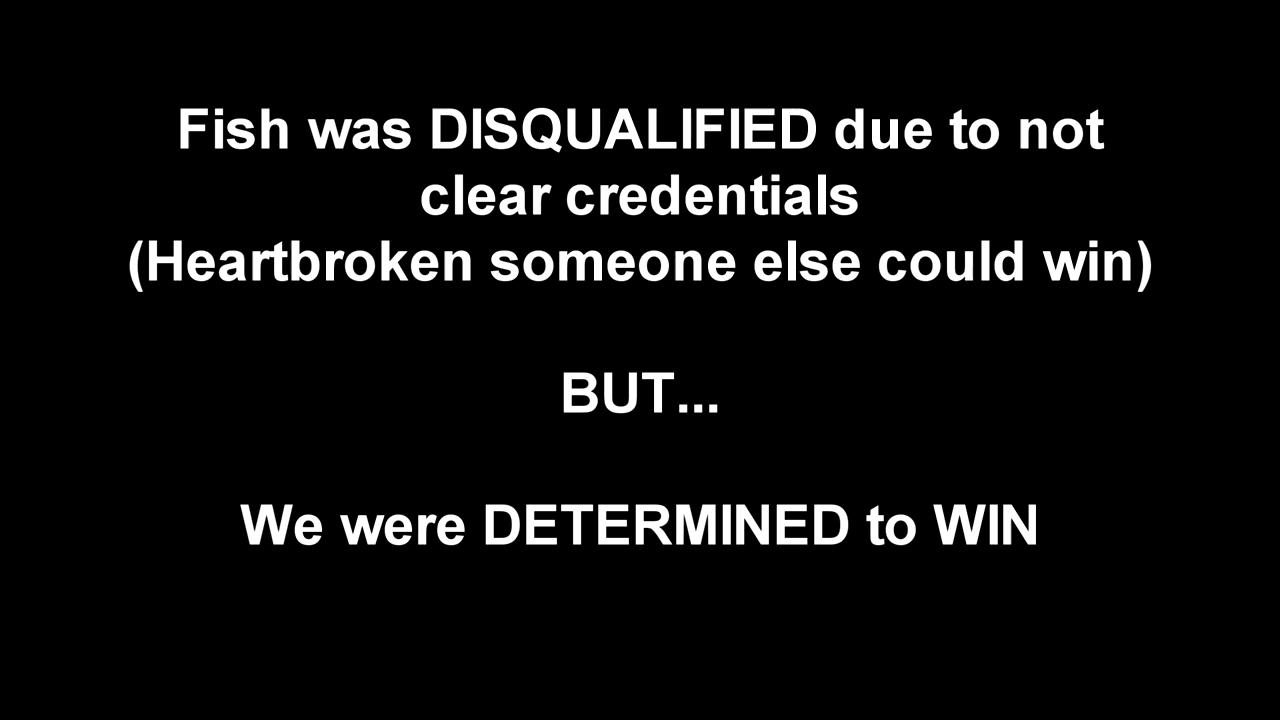 Fish was DISQUALIFIED due to not
clear credentials
(Heartbroken someone else could win)
BUT...
We were DETERMINED to WIN